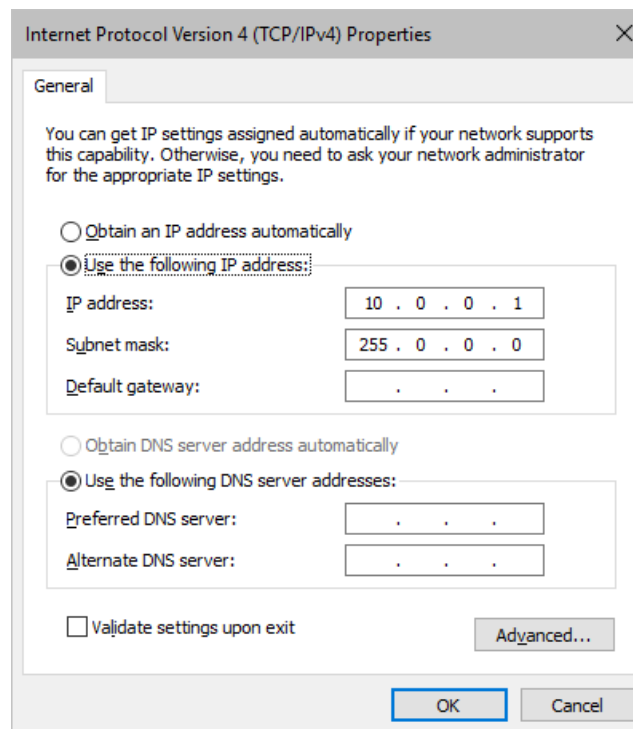 Internet Protocol Version 4 (TCP/IPv4) Properties
General
You can get IP settings assigned automatically if your network supports
this capability. Otherwise, you need to ask your network administrator
for the appropriate IP settings.
Obtain an IP address automatically
Use the following IP address:
IP address: 10 . 0 . 0 . 1
Subnet mask: 255 . 0 . 0 . 0
Default gateway: . . .
Obtain DNS server address automatically
Use the following DNS server addresses:
Preferred DNS server: . . .
Alternate DNS server: . . .
Validate settings upon exit
Advanced...
OK Cancel